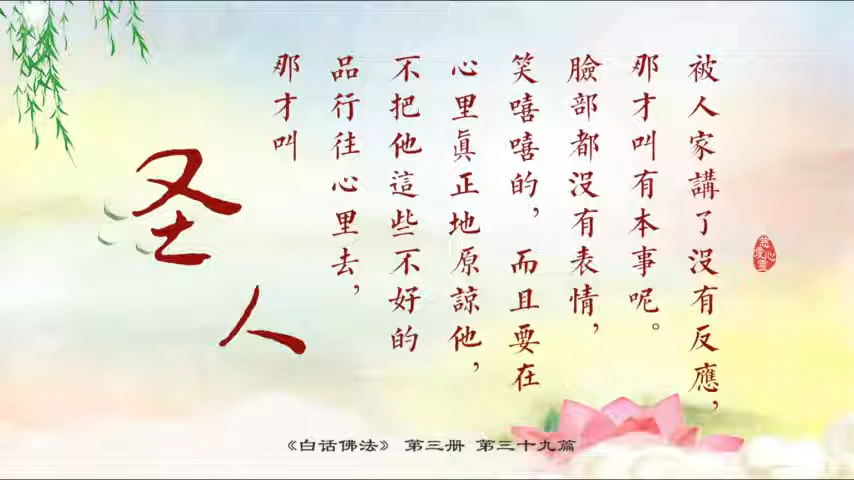 被人家講了沒有反應，
那才叫有本事呢。
臉部都沒有表情，
笑嘻嘻的，而且要在
心里眞正地原諒他，
不把他這些不好的
品行往心里去，
那才叫
圣人
《白话佛法》 第三册 第三十九篇